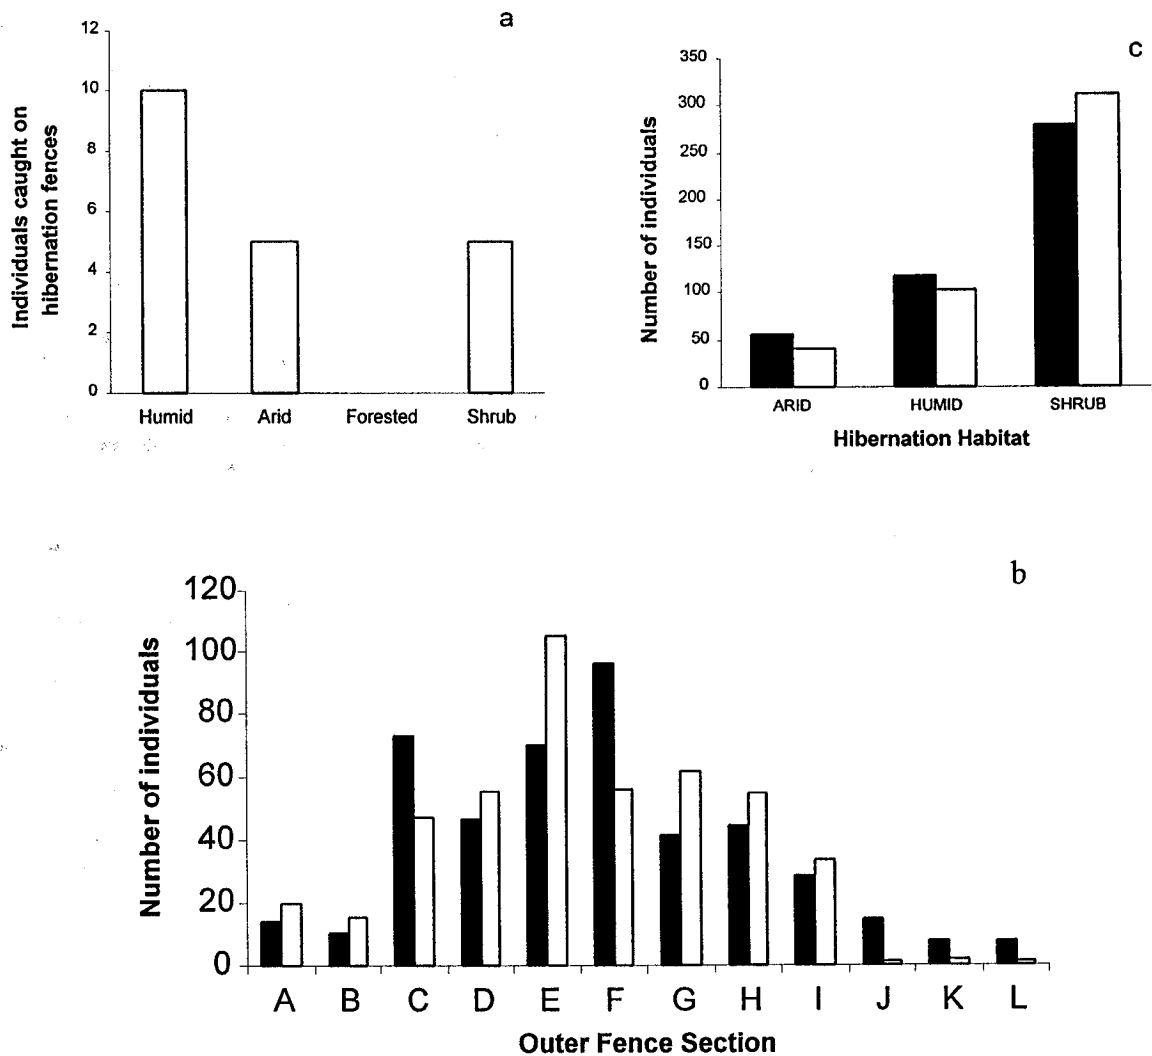 a
12
10
8
6
4
2
0
Individuals caught on
hibernation fences
Humid Arid Forested Shrub
c
350
300
250
200
150
100
50
0
Number of individuals
ARID HUMID SHRUB
Hibernation Habitat
b
120
100
80
60
40
20
0
Number of individuals
A B C D E F G H I J K L
Outer Fence Section